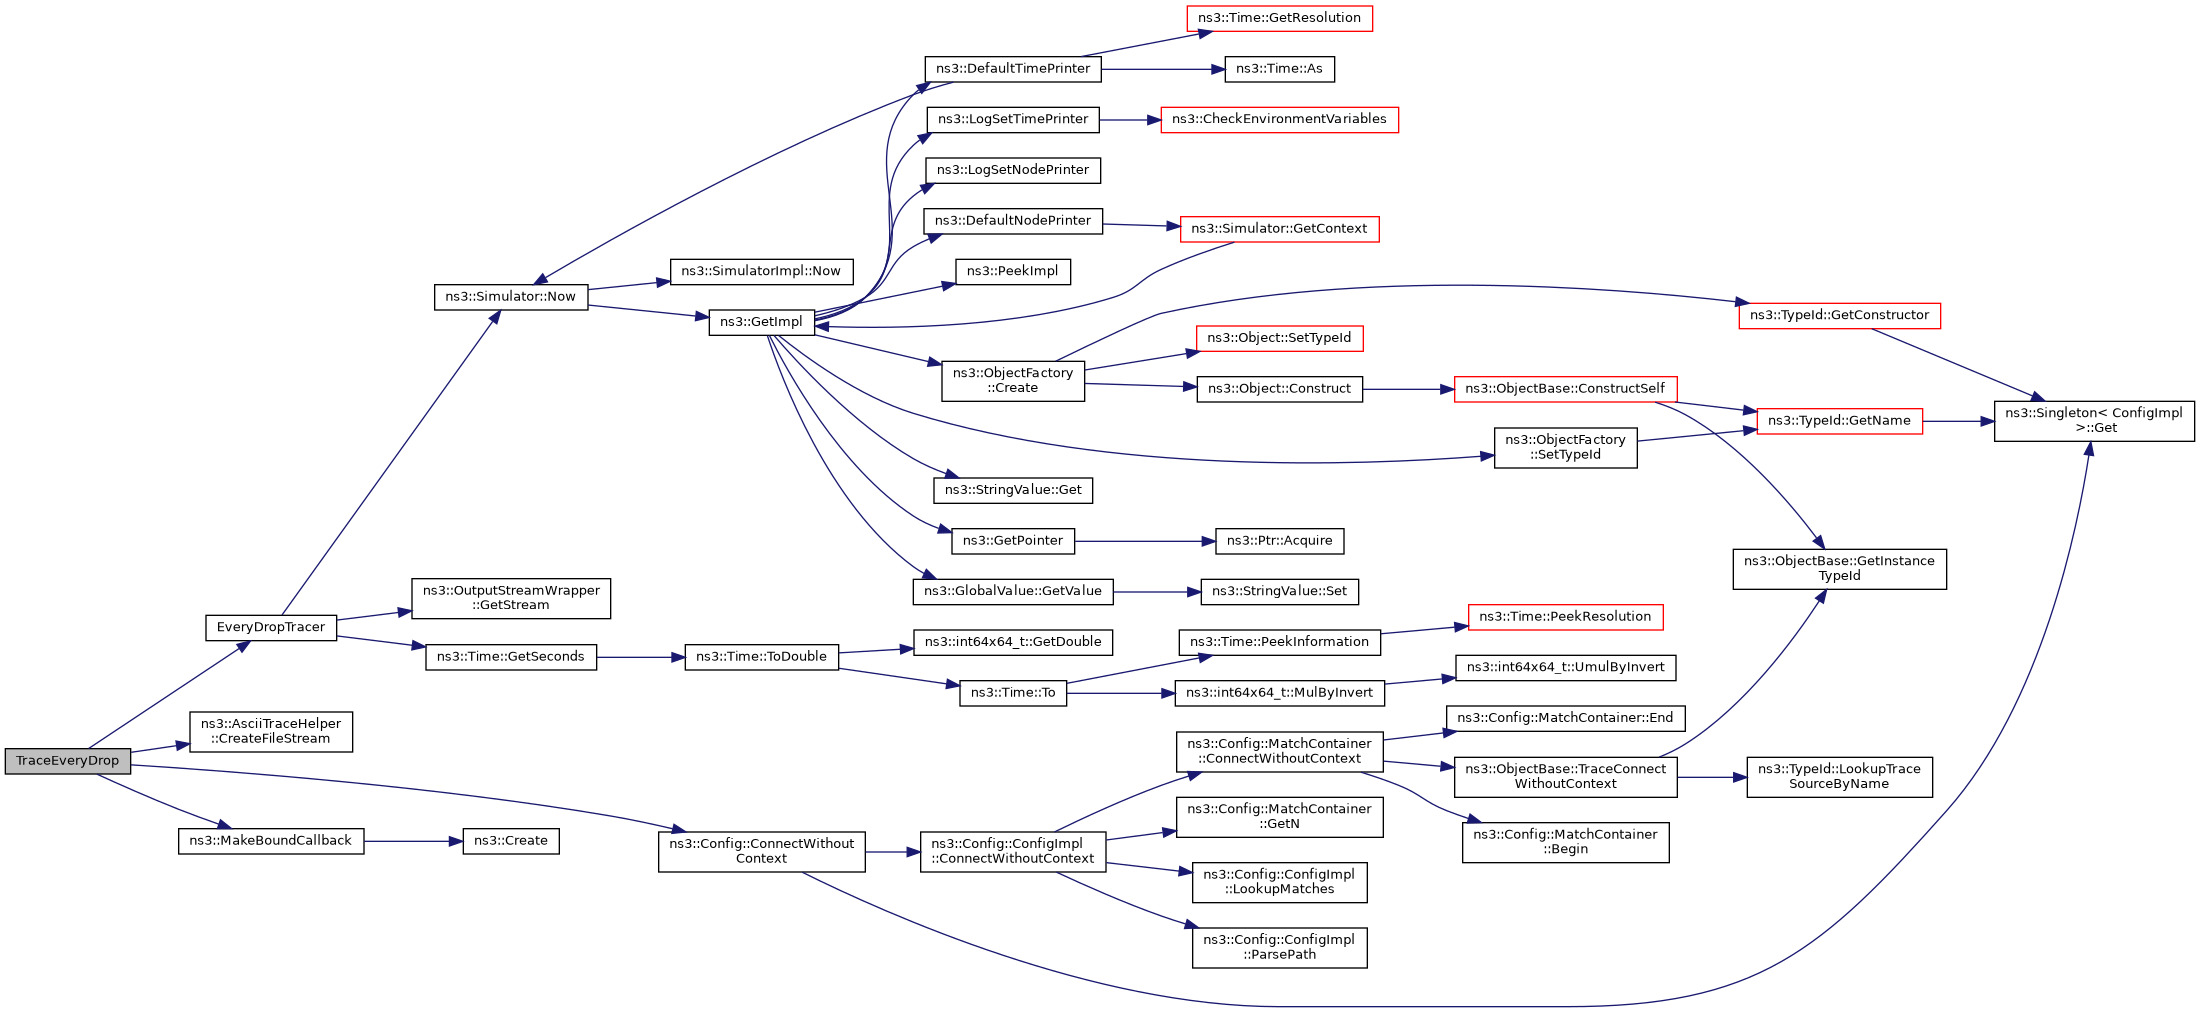 ns3::Time::GetResolution
ns3::DefaultTimePrinter
ns3::Time::As
ns3::LogSetTimePrinter
ns3::CheckEnvironmentVariables
ns3::LogSetNodePrinter
ns3::DefaultNodePrinter
ns3::Simulator::GetContext
ns3::SimulatorImpl::Now
ns3::PeekImpl
ns3::Simulator::Now
ns3::GetImpl
ns3::TypeId::GetConstructor
ns3::Object::SetTypeId
ns3::ObjectFactory
::Create
ns3::Object::Construct
ns3::ObjectBase::ConstructSelf
ns3::TypeId::GetName
ns3::Singleton< ConfigImpl
>::Get
ns3::ObjectFactory
::SetTypeId
ns3::StringValue::Get
ns3::GetPointer
ns3::Ptr::Acquire
ns3::ObjectBase::GetInstance
TypeId
ns3::GlobalValue::GetValue
ns3::StringValue::Set
ns3::OutputStreamWrapper
::GetStream
EveryDropTracer
ns3::Time::PeekResolution
ns3::int64x64_t::GetDouble
ns3::Time::PeekInformation
ns3::Time::GetSeconds
ns3::Time::ToDouble
ns3::int64x64_t::UmulByInvert
ns3::Time::To
ns3::int64x64_t::MulByInvert
ns3::AsciiTraceHelper
::CreateFileStream
ns3::Config::MatchContainer::End
ns3::Config::MatchContainer
::ConnectWithoutContext
TraceEveryDrop
ns3::ObjectBase::TraceConnect
WithoutContext
ns3::TypeId::LookupTrace
SourceByName
ns3::Config::MatchContainer
::GetN
ns3::MakeBoundCallback
ns3::Create
ns3::Config::ConnectWithout
Context
ns3::Config::ConfigImpl
::ConnectWithoutContext
ns3::Config::MatchContainer
::Begin
ns3::Config::ConfigImpl
::LookupMatches
ns3::Config::ConfigImpl
::ParsePath